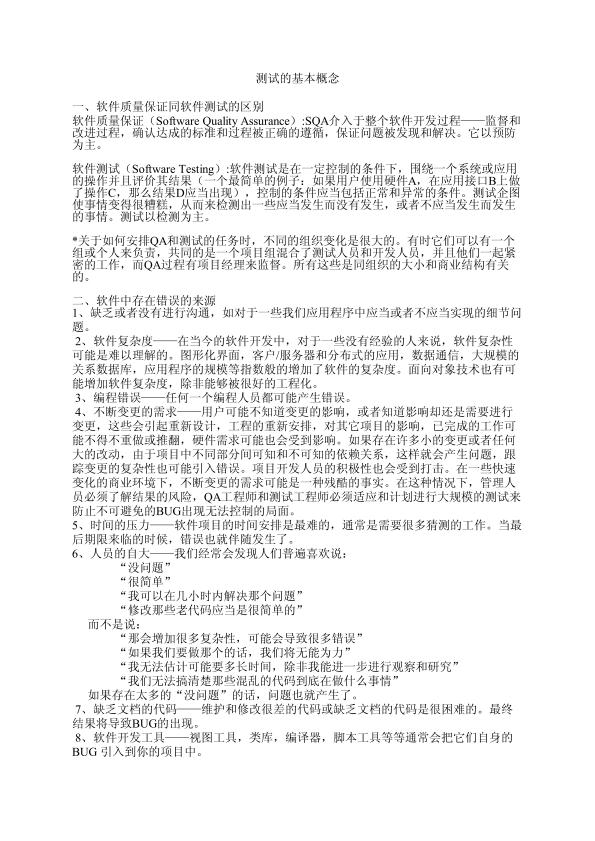 测试的基本概念
一、软件质量保证同软件测试的区别
软件质量保证（Software Quality Assurance）:SQA介入于整个软件开发过程——监督和
改进过程，确认达成的标准和过程被正确的遵循，保证问题被发现和解决。它以预防
为主。
软件测试（Software Testing）:软件测试是在一定控制的条件下，围绕一个系统或应用
的操作并且评价其结果（一个最简单的例子：如果用户使用硬件A，在应用接口B上做
了操作C，那么结果D应当出现），控制的条件应当包括正常和异常的条件。测试企图
使事情变得很糟糕，从而来检测出一些应当发生而没有发生，或者不应当发生而发生
的事情。测试以检测为主。
*关于如何安排QA和测试的任务时，不同的组织变化是很大的。有时它们可以有一个
组或个人来负责，共同的是一个项目组混合了测试人员和开发人员，并且他们一起紧
密的工作，而QA过程有项目经理来监督。所有这些是同组织的大小和商业结构有关
的。
二、软件中存在错误的来源
1、缺乏或者没有进行沟通，如对于一些我们应用程序中应当或者不应当实现的细节问
题。
2、软件复杂度——在当今的软件开发中，对于一些没有经验的人来说，软件复杂性
可能是难以理解的。图形化界面，客户/服务器和分布式的应用，数据通信，大规模的
关系数据库，应用程序的规模等指数般的增加了软件的复杂度。面向对象技术也有可
能增加软件复杂度，除非能够被很好的工程化。
3、编程错误——任何一个编程人员都可能产生错误。
4、不断变更的需求——用户可能不知道变更的影响，或者知道影响却还是需要进行
变更，这些会引起重新设计，工程的重新安排，对其它项目的影响，已完成的工作可
能不得不重做或推翻，硬件需求可能也会受到影响。如果存在许多小的变更或者任何
大的改动，由于项目中不同部分间可知和不可知的依赖关系，这样就会产生问题，跟
踪变更的复杂性也可能引入错误。项目开发人员的积极性也会受到打击。在一些快速
变化的商业环境下，不断变更的需求可能是一种残酷的事实。在这种情况下，管理人
员必须了解结果的风险，QA工程师和测试工程师必须适应和计划进行大规模的测试来
防止不可避免的BUG出现无法控制的局面。
5、时间的压力——软件项目的时间安排是最难的，通常是需要很多猜测的工作。当最
后期限来临的时候，错误也就伴随发生了。
6、人员的自大——我们经常会发现人们普遍喜欢说：
“没问题”
“很简单”
“我可以在几小时内解决那个问题”
“修改那些老代码应当是很简单的”
而不是说：
“那会增加很多复杂性，可能会导致很多错误”
“如果我们要做那个的话，我们将无能为力”
“我无法估计可能要多长时间，除非我能进一步进行观察和研究”
“我们无法搞清楚那些混乱的代码到底在做什么事情”
如果存在太多的“没问题”的话，问题也就产生了。
7、缺乏文档的代码——维护和修改很差的代码或缺乏文档的代码是很困难的。最终
结果将导致BUG的出现。
8、软件开发工具——视图工具，类库，编译器，脚本工具等等通常会把它们自身的
BUG 引入到你的项目中。